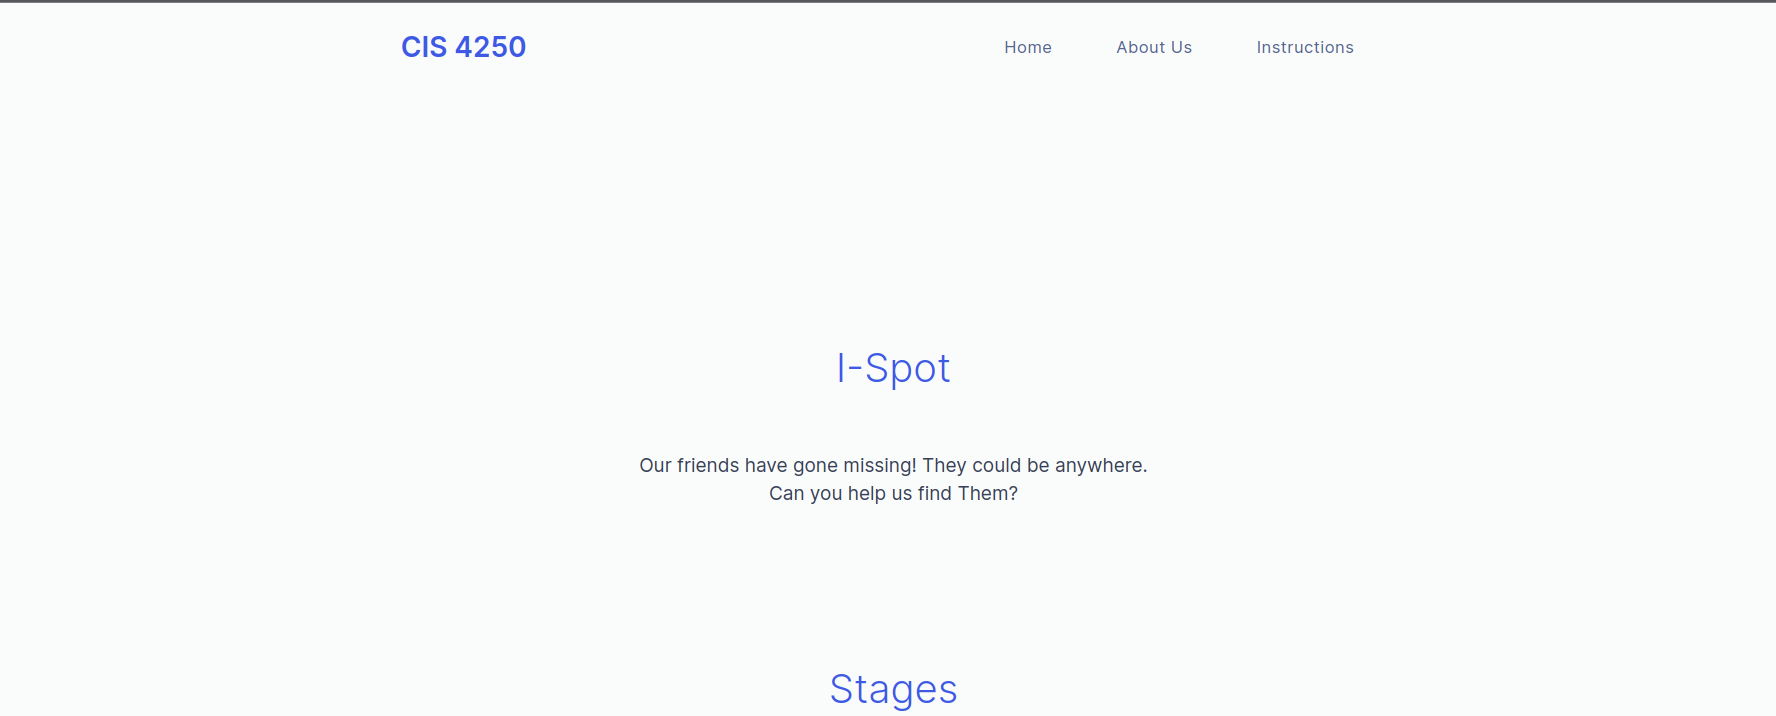 CIS 4250
Home
About Us
Instructions
I-Spot
Our friends have gone missing! They could be anywhere.
Can you help us find Them?
Stages